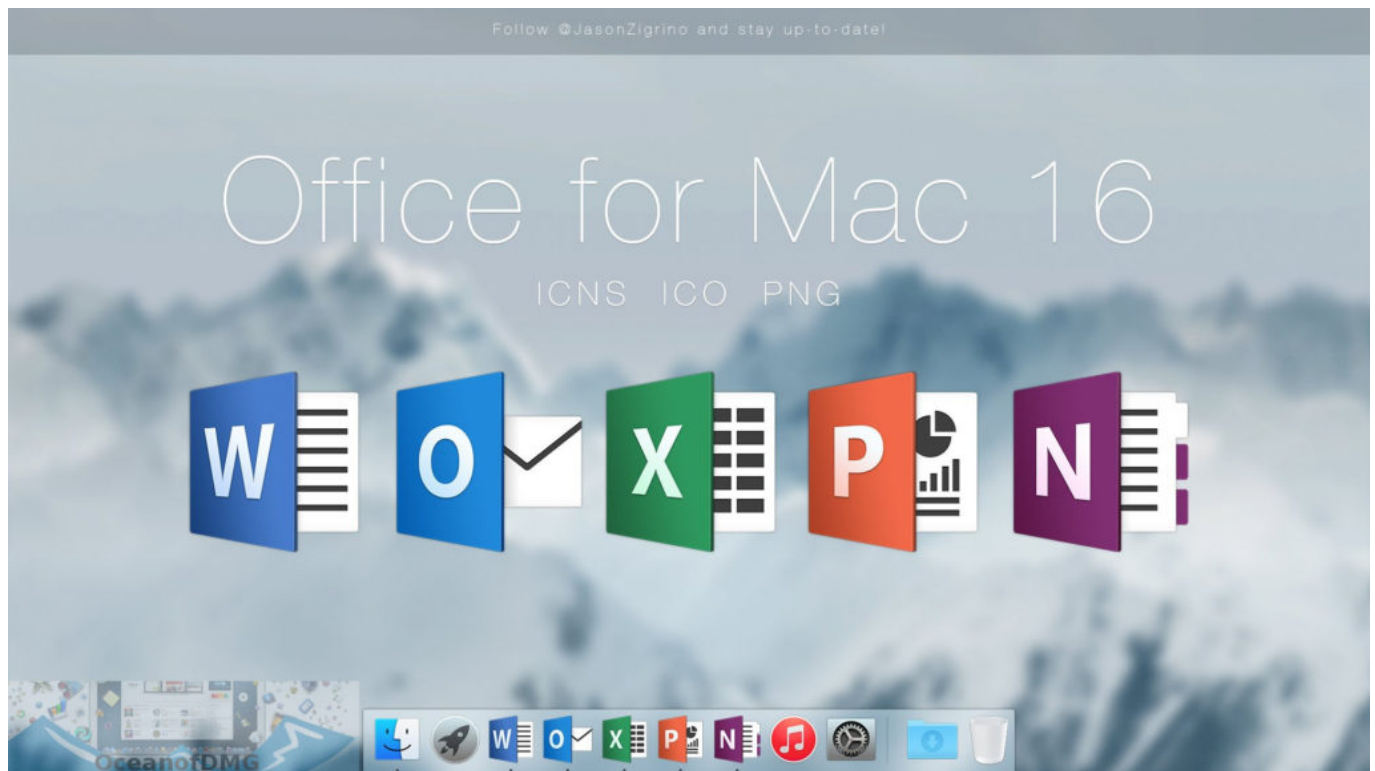 Follow @JasonZigrino and stay up-to-date!
Office for Mac 16
ICNS ICO PNG
W O X P N
W O X P N
OceanofDMG